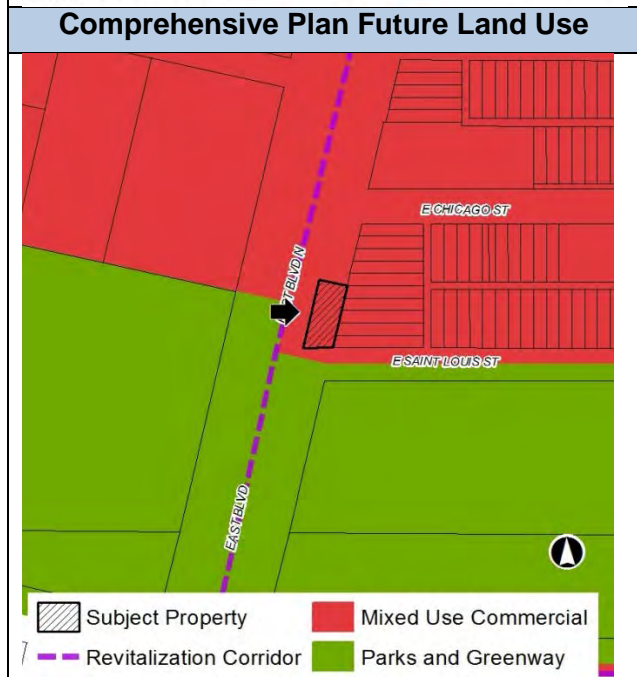 Comprehensive Plan Future Land Use
E CHICAGO ST
BLVD N
E SAINT LOUIS ST
EAST BLVD
Subject Property
Mixed Use Commercial
Revitalization Corridor
Parks and Greenway